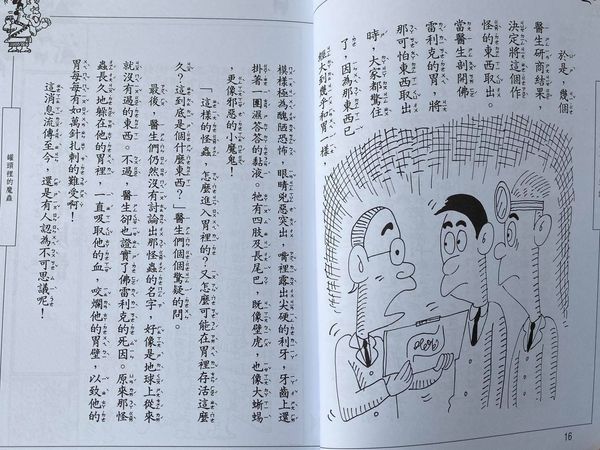 於是，幾個
醫生研商結果，
決定將這個作
怪的東西取出。
當醫生剖開佛
雷利克的胃，將
那可怕東西取出
時，大家都驚住
了，因為那東西已
到幾乎和胃一樣
16
模樣極為醜陋恐怖，眼睛兇惡突出，嘴裡露出尖硬的利牙，牙齒上還
掛著一團濕答答的黏液。牠有四肢及長尾巴，既像壁虎，也像大蜥蜴
，更像邪惡的小魔鬼！
「這樣的怪蟲，怎麼進入胃裡的？又怎麼可能在胃裡存活這麼
久？這到底是個什麼東西？」醫生們個個驚疑的問。
最後，醫生們仍然沒有討論出那怪蟲的名字，好像是地球上從來
就沒有過的東西。不過，醫生卻也證實了佛雷利克的死因。原來那怪
蟲長久地躲在他的胃裡，一直吸取他的血，咬爛他的胃壁，以致他的
胃每每有如萬針扎刺的難受啊！
這消息流傳至今，還是有人認為不可思議呢！
罐頭裡的魔蟲